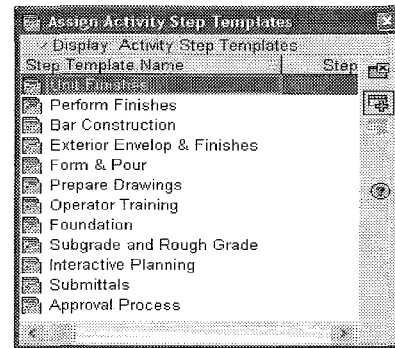 Assign Activity Step Templates
Display: Activity Step Templates
Step Template Name Step
Unit Finishes
Perform Finishes
Bar Construction
Exterior Envelop & Finishes
Form & Pour
Prepare Drawings
Operator Training
Foundation
Subgrade and Rough Grade
Interactive Planning
Submittals
Approval Process